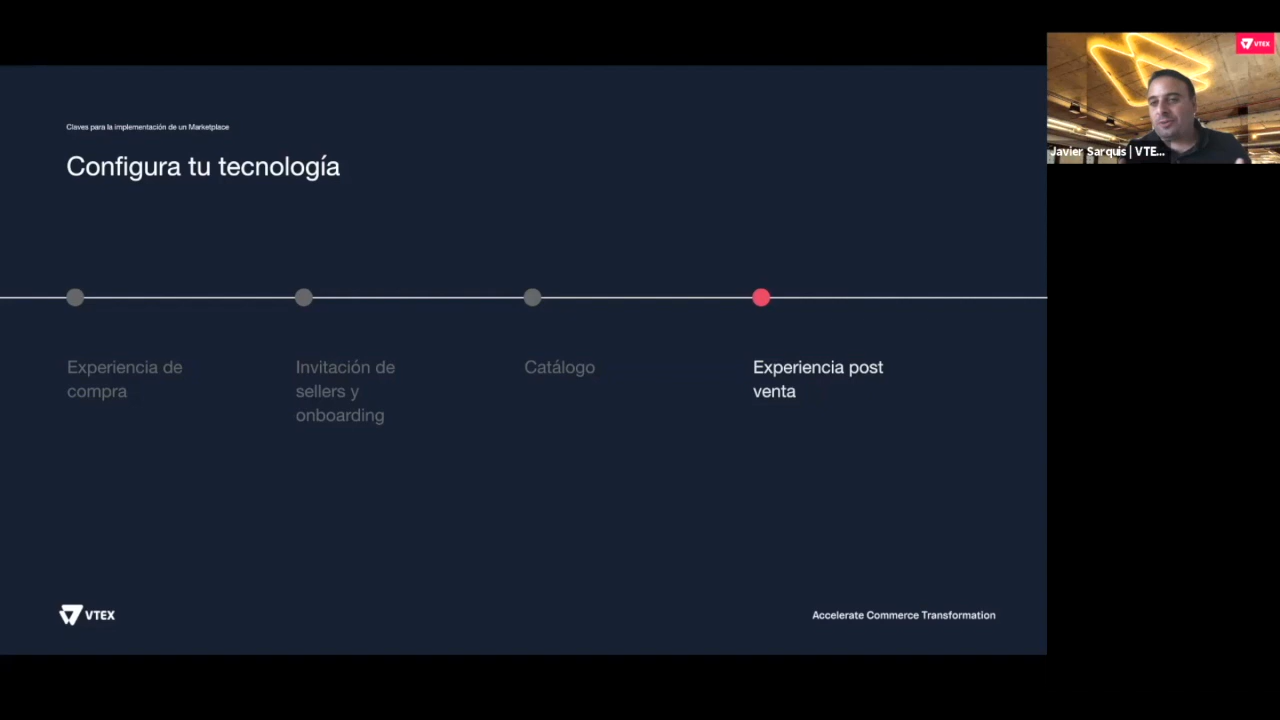 VTEX
Javier Sarquis | VTE...
Claves para la implementación de un Marketplace
Configura tu tecnología
Experiencia de
compra
Invitación de
sellers y
onboarding
Catálogo
Experiencia post
venta
VTEX
Accelerate Commerce Transformation